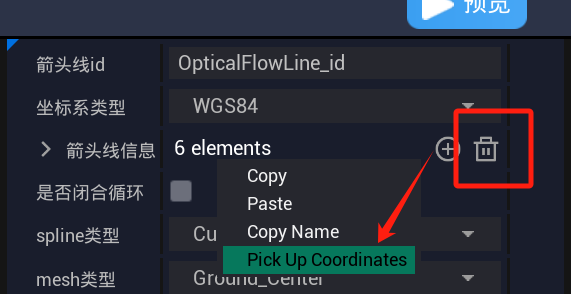 预览
箭头线id OpticalFlowLine_id
坐标系类型 WGS84
箭头线信息 6 elements
Copy
是否闭合循环
Paste
Copy Name
spline类型 Cu
Pick Up Coordinates
mesh类型 Ground_Center